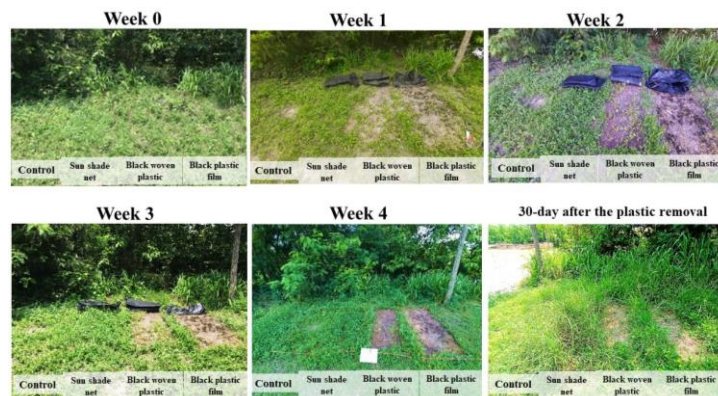 Week 0
Week 1
Week 2
Control
Sun shade
net
Black woven
plastic
Black plastic
film
Control
Sun shade
net
Black woven
plastic
Black plastic
film
Control
Sun shade
net
Black woven
plastic
Black plastic
film
Week 3
Week 4
30-day after the plastic removal
Control
Sun shade
net
Black woven
plastic
Black plastic
film
Control
Sun shade
net
Black woven
plastic
Black plastic
film
Control
Sun shade
net
Black woven
plastic
Black plastic
film